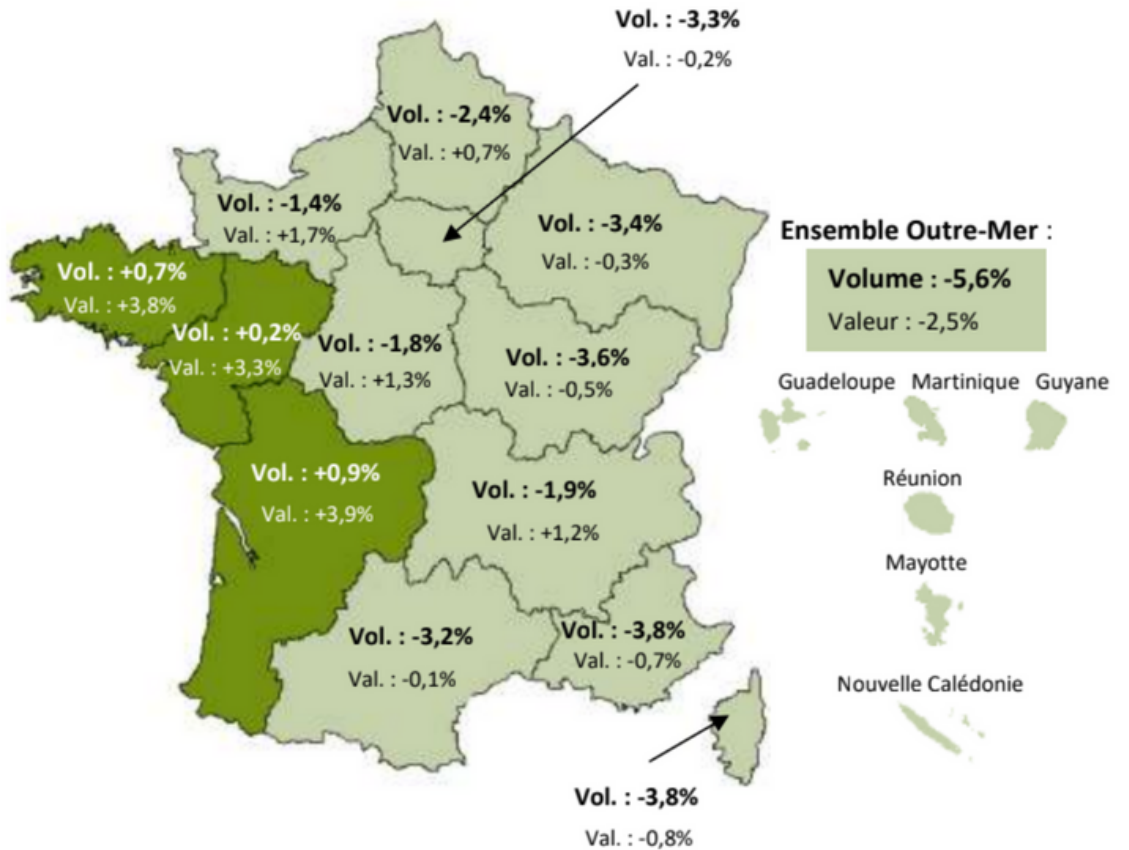 Vol. : -3,3%
Val. : -0,2%
Vol. : -2,4%
Val. : +0,7%
Vol. : -1,4%
Val. : +1,7%
Vol. : -3,4%
Val. : -0,3%
Ensemble Outre-Mer :
Volume : -5,6%
Valeur : -2,5%
Vol. : +0,7%
Val. : +3,8%
Vol. : +0,2%
Val. : +3,3%
Vol. : -1,8%
Val. : +1,3%
Vol. : -3,6%
Val. : -0,5%
Guadeloupe Martinique Guyane
Vol. : +0,9%
Val. : +3,9%
Vol. : -1,9%
Val. : +1,2%
Réunion
Mayotte
Vol. : -3,2%
Val. : -0,1%
Vol. : -3,8%
Val. : -0,7%
Nouvelle Calédonie
Vol. : -3,8%
Val. : -0,8%